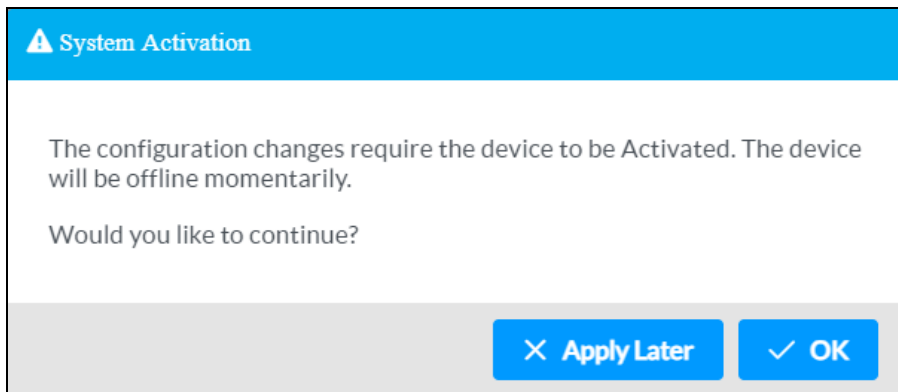 System Activation
The configuration changes require the device to be Activated. The device
will be offline momentarily.
Would you like to continue?
Apply Later
OK